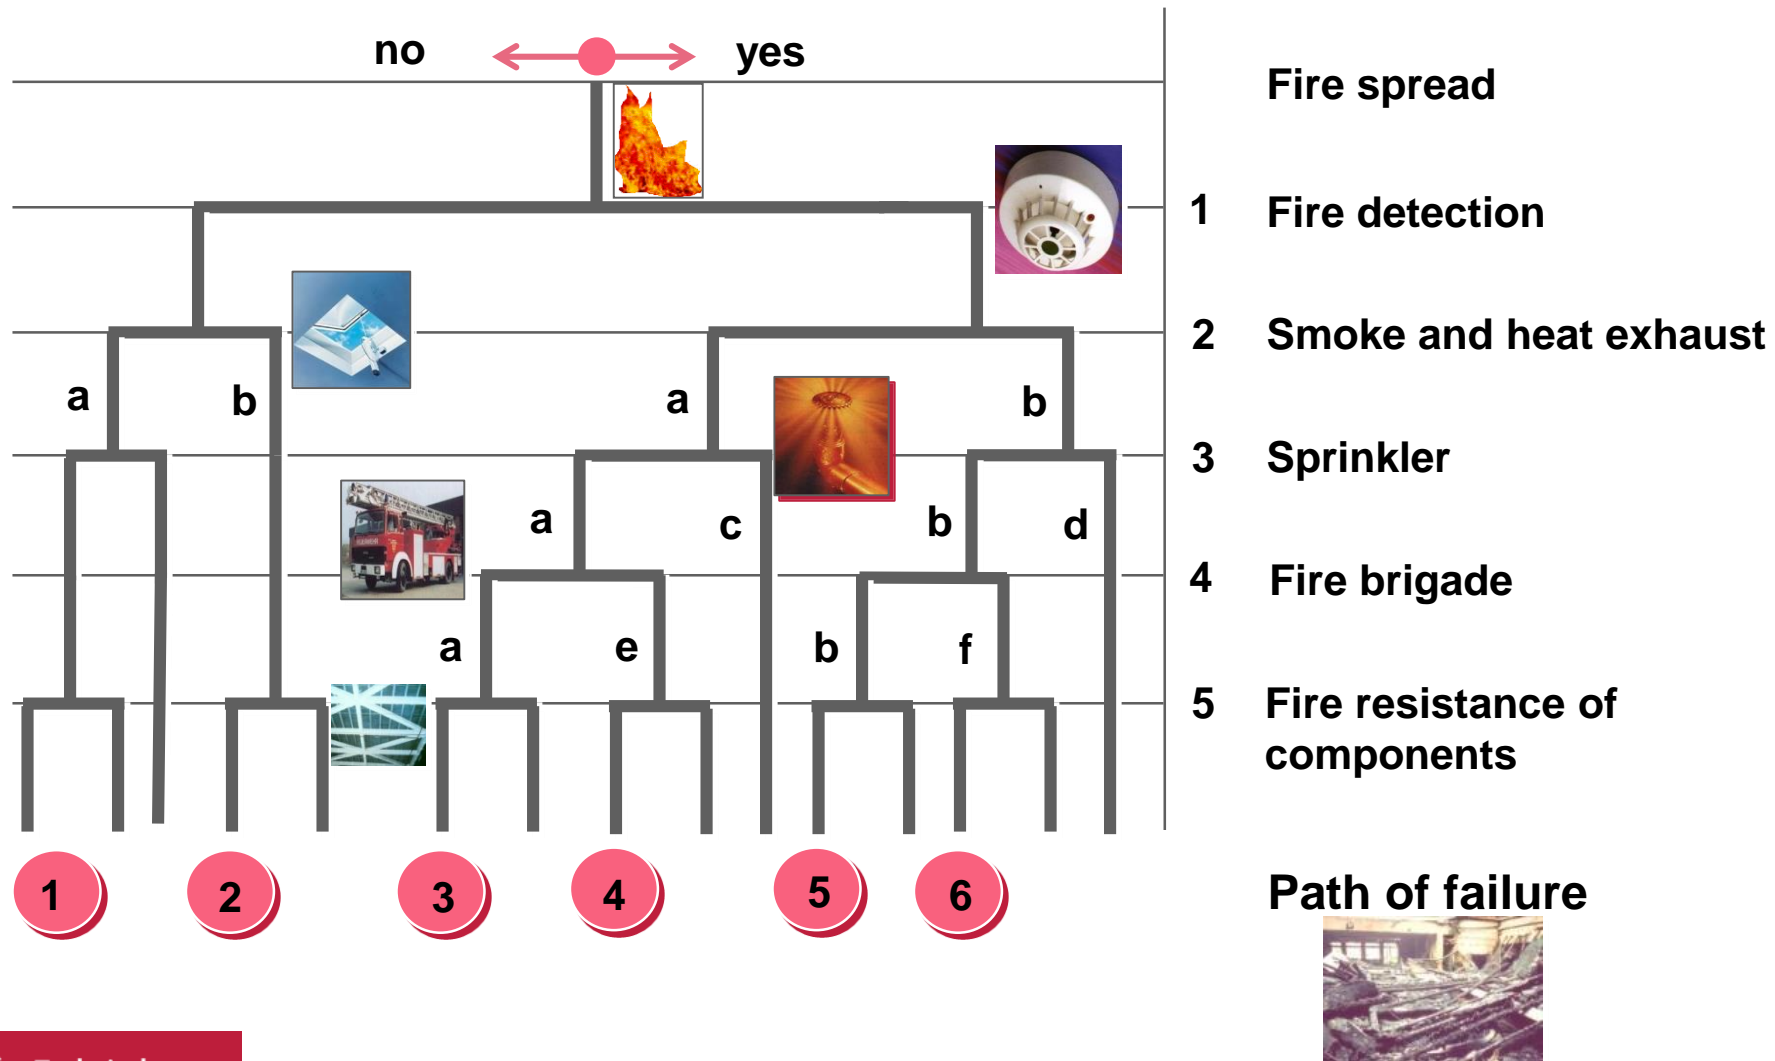 no yes
Fire spread
1 Fire detection
2 Smoke and heat exhaust
a b a b
3 Sprinkler
a c b d
4 Fire brigade
a e b f
5 Fire resistance of
components
1 2 3 4 5 6
Path of failure